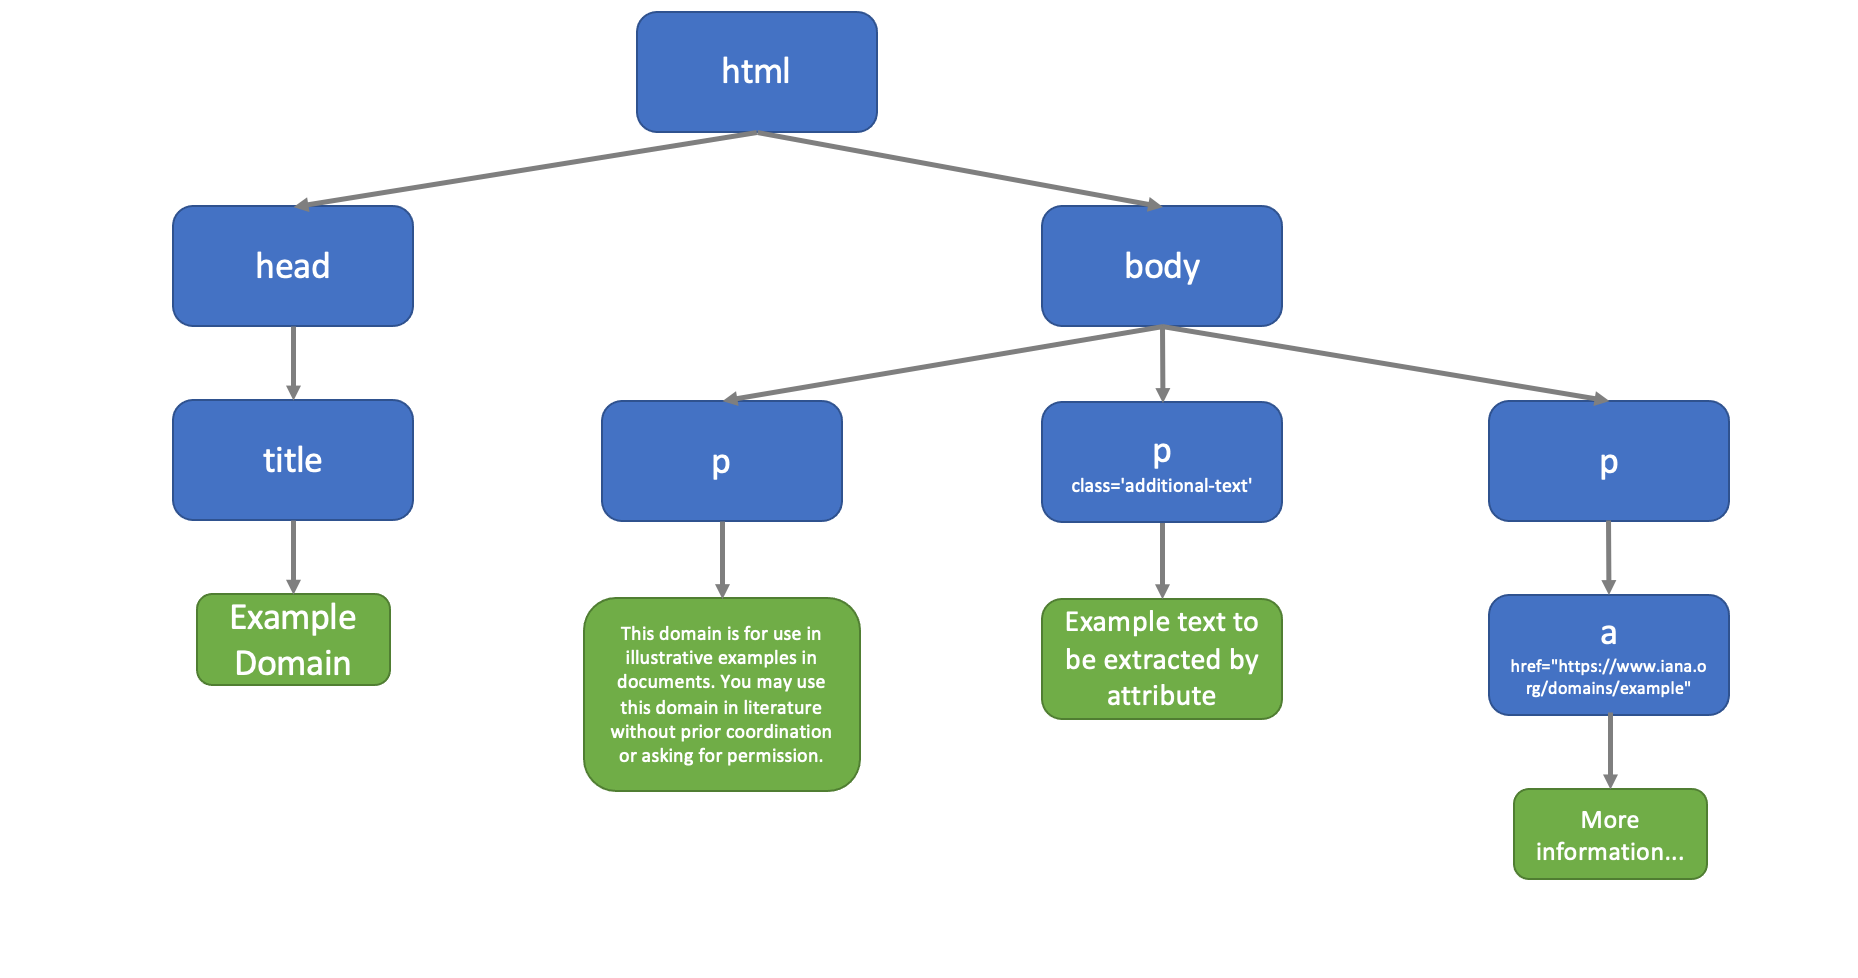 html
head
body
title
p
p
class='additional-text'
p
Example
Domain
This domain is for use in
illustrative examples in
documents. You may use
this domain in literature
without prior coordination
or asking for permission.
Example text to
be extracted by
attribute
a
href="https://www.iana.o
rg/domains/example"
More
information...